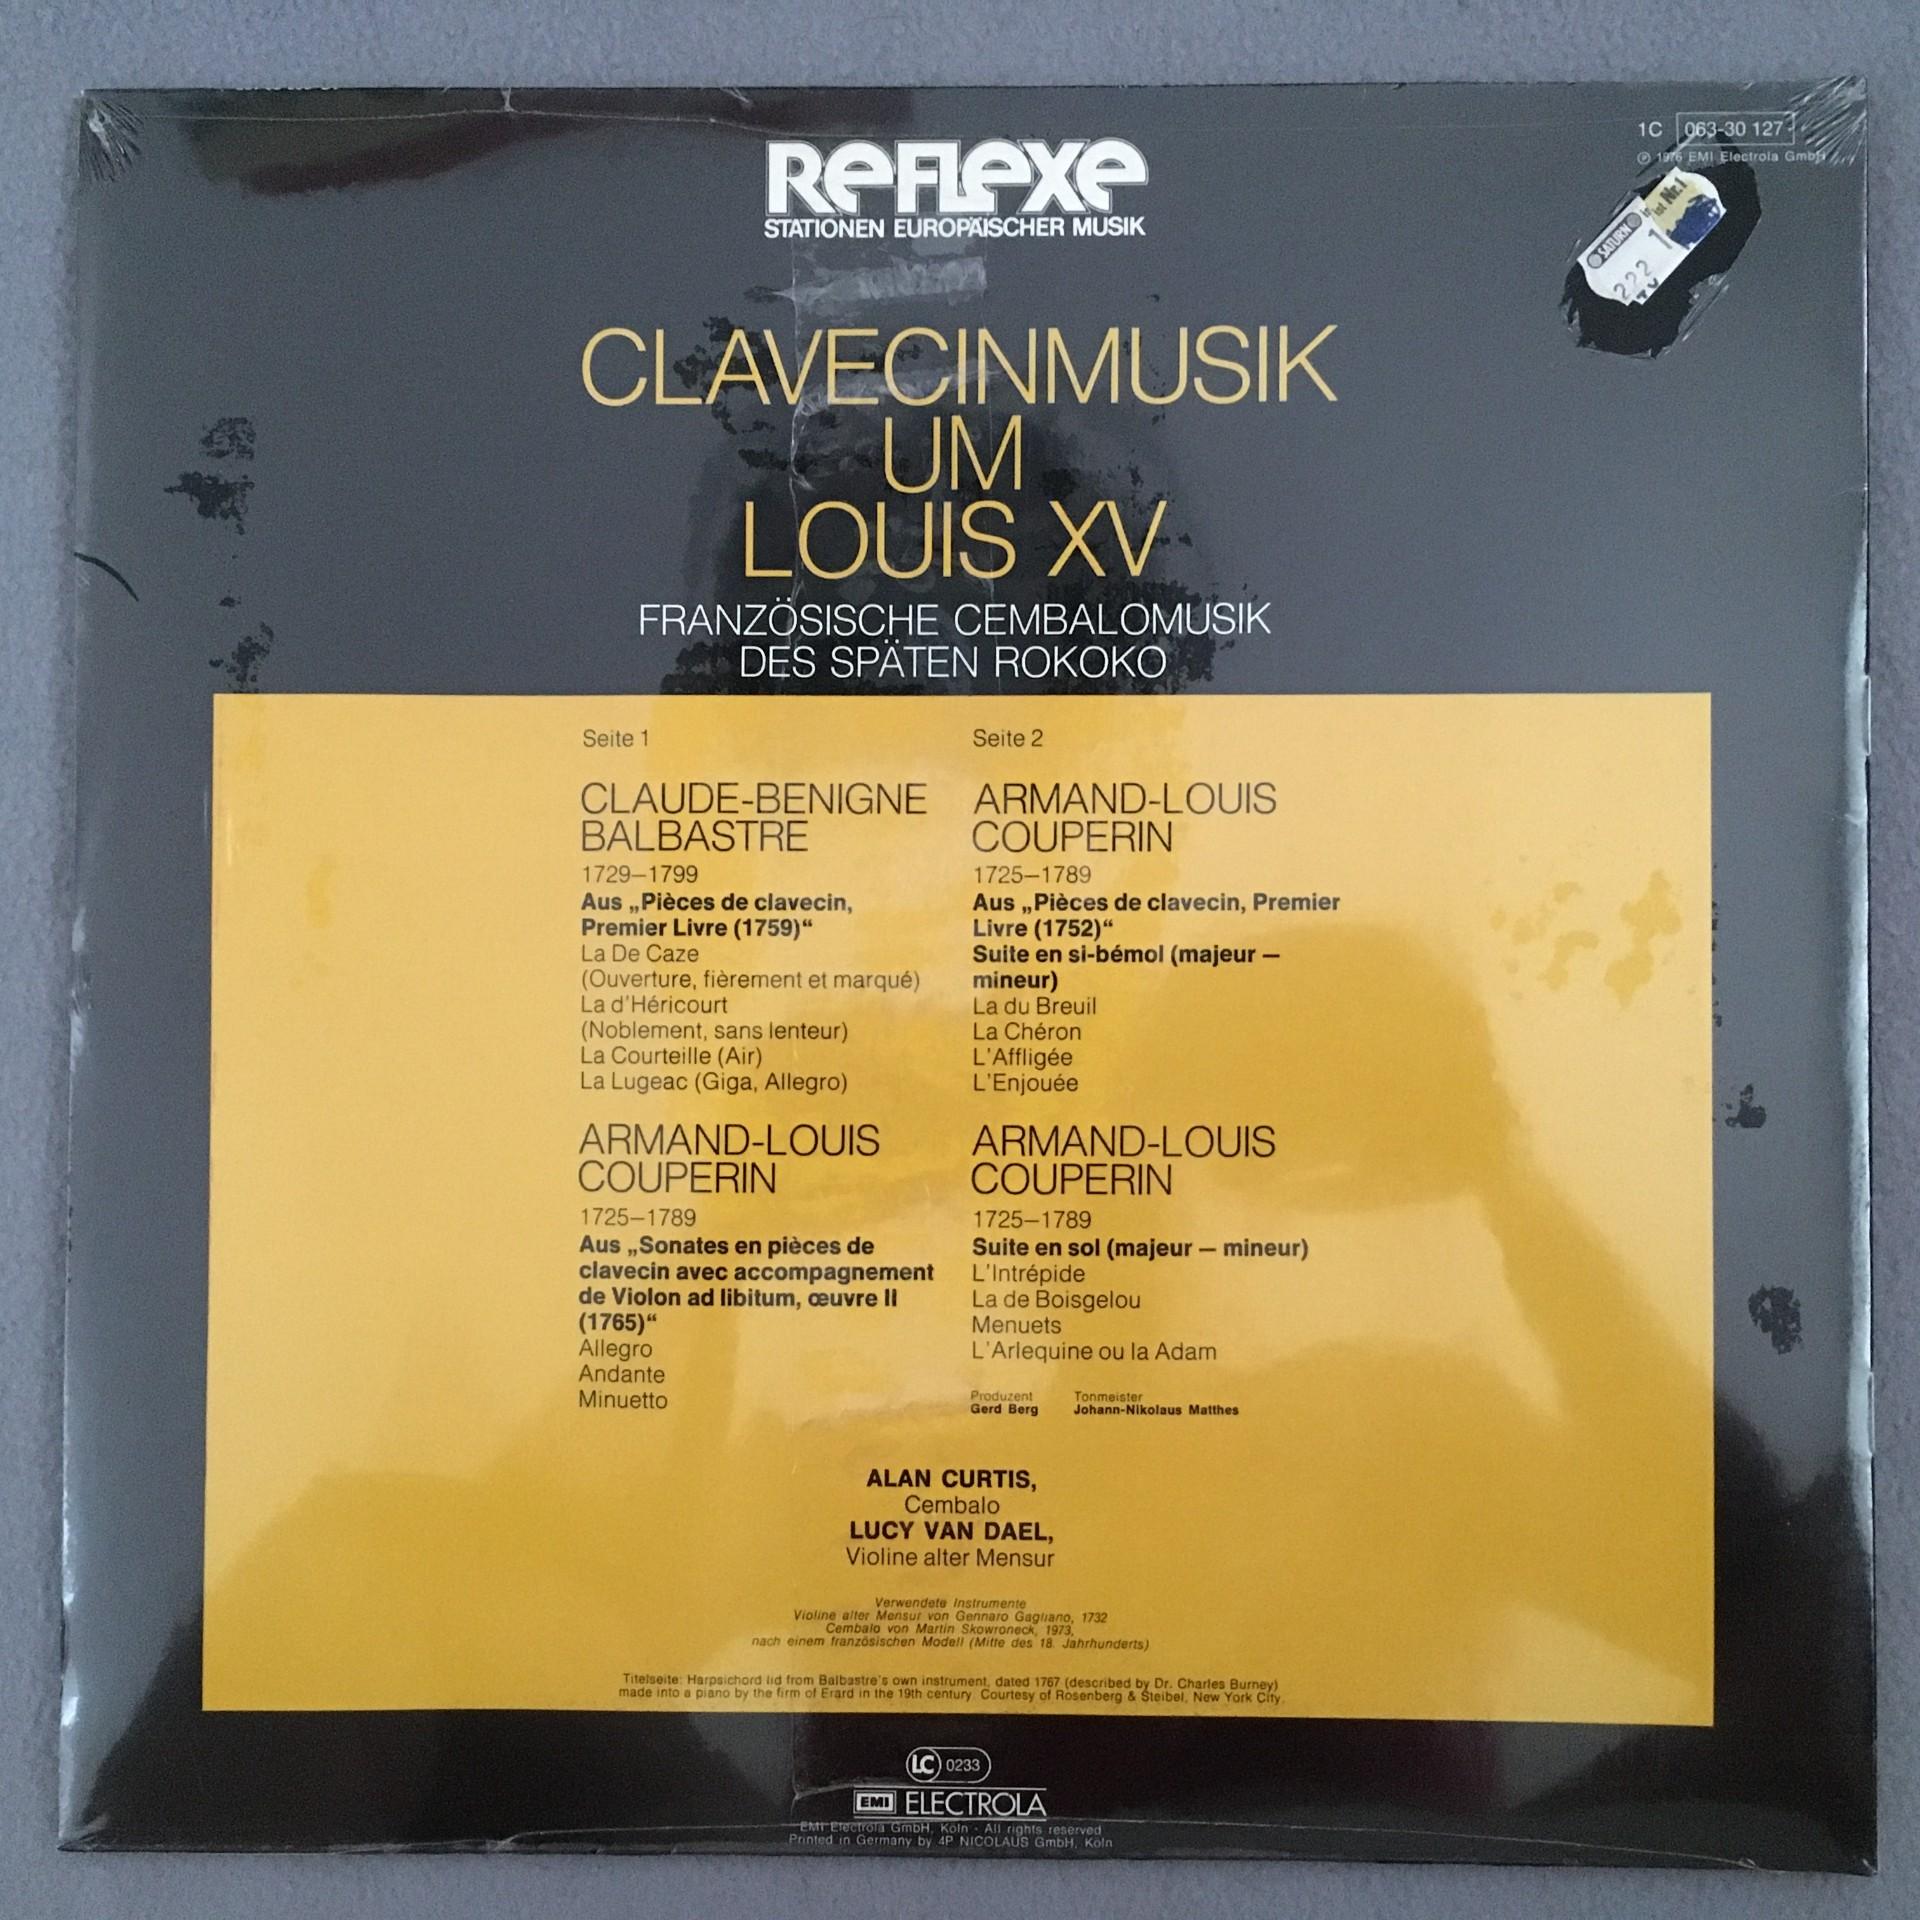 REFLEXE
STATIONEN EUROPÄISCHER MUSIK
1C 063-30 127
℗ 1976 EMI Electrola GmbH
SATURN
ist Nr.1
222
CLAVECINMUSIK
UM
LOUIS XV
FRANZÖSISCHE CEMBALOMUSIK
DES SPÄTEN ROKOKO
Seite 1
CLAUDE-BENIGNE
BALBASTRE
1729–1799
Aus „Pièces de clavecin,
Premier Livre (1759)“
La De Caze
(Ouverture, fièrement et marqué)
La d'Héricourt
(Noblement, sans lenteur)
La Courteille (Air)
La Lugeac (Giga, Allegro)
ARMAND-LOUIS
COUPERIN
1725–1789
Aus „Sonates en pièces de
clavecin avec accompagnement
de Violon ad libitum, œuvre II
(1765)“
Allegro
Andante
Minuetto
Seite 2
ARMAND-LOUIS
COUPERIN
1725–1789
Aus „Pièces de clavecin, Premier
Livre (1752)“
Suite en si-bémol (majeur —
mineur)
La du Breuil
La Chéron
L'Affligée
L'Enjouée
ARMAND-LOUIS
COUPERIN
1725–1789
Suite en sol (majeur — mineur)
L'Intrépide
La de Boisgelou
Menuets
L'Arlequine ou la Adam
Produzent Tonmeister
Gerd Berg Johann-Nikolaus Matthes
ALAN CURTIS,
Cembalo
LUCY VAN DAEL,
Violine alter Mensur
Verwendete Instrumente
Violine alter Mensur von Gennaro Gagliano, 1732
Cembalo von Martin Skowroneck, 1973,
nach einem französischen Modell (Mitte des 18. Jahrhunderts)
Titelseite: Harpsichord lid from Balbastre's own instrument, dated 1767 (described by Dr. Charles Burney)
made into a piano by the firm of Erard in the 19th century. Courtesy of Rosenberg & Steibel, New York City.
LC 0233
EMI ELECTROLA
EMI Electrola GmbH, Köln · All rights reserved
Printed in Germany by 4P NICOLAUS GmbH, Köln